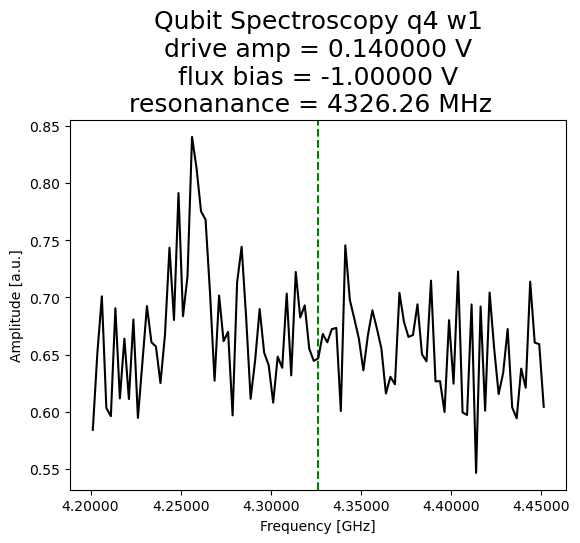 Qubit Spectroscopy q4 w1
drive amp = 0.140000 V
flux bias = -1.00000 V
resonanance = 4326.26 MHz
0.85
0.80
0.75
0.70
0.65
0.60
0.55
Amplitude [a.u.]
4.20000 4.25000 4.30000 4.35000 4.40000 4.45000
Frequency [GHz]